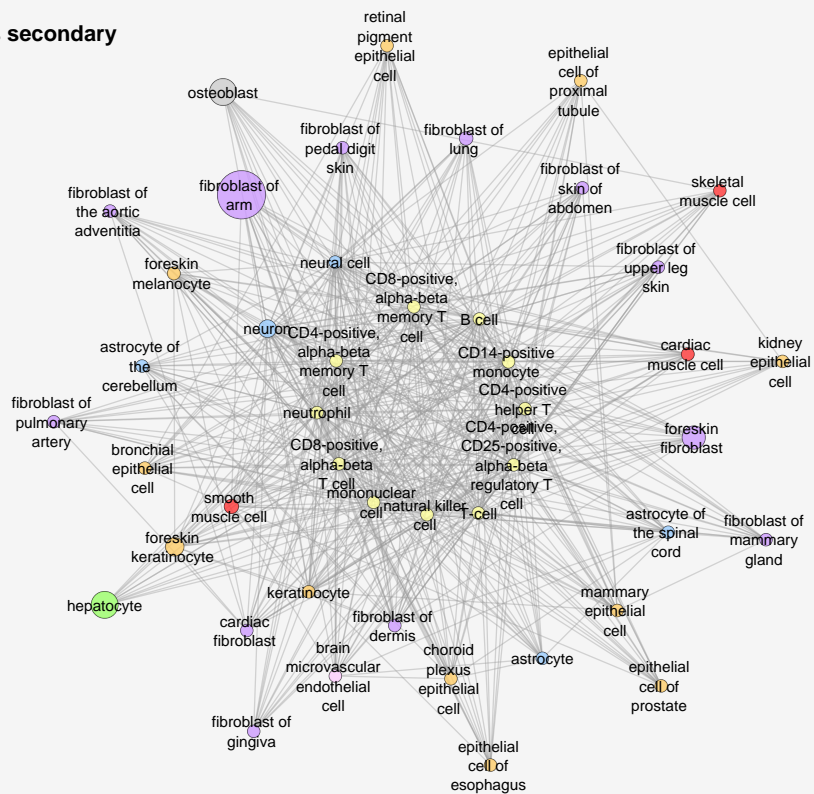 secondary
retinal
pigment
epithelial
cell
epithelial
cell of
proximal
tubule
osteoblast
fibroblast of
pedal digit
skin
fibroblast of
lung
fibroblast of
skin of
abdomen
skeletal
muscle cell
fibroblast of
arm
fibroblast of
the aortic
adventitia
foreskin
melanocyte
neural cell
fibroblast of
upper leg
skin
CD8-positive,
alpha-beta
memory T
cell
B cell
neuron
CD4-positive,
alpha-beta
memory T
cell
CD14-positive
monocyte
cardiac
muscle cell
kidney
epithelial
cell
astrocyte of
the
cerebellum
CD4-positive
helper T
cell
neutrophil
fibroblast of
pulmonary
artery
CD4-positive,
CD25-positive,
alpha-beta
regulatory T
cell
foreskin
fibroblast
bronchial
epithelial
cell
CD8-positive,
alpha-beta
T cell
smooth
muscle cell
mononuclear
cell
natural killer
cell
T-cell
astrocyte of
the spinal
cord
fibroblast of
mammary
gland
foreskin
keratinocyte
hepatocyte
keratinocyte
mammary
epithelial
cell
cardiac
fibroblast
fibroblast of
dermis
brain
microvascular
endothelial
cell
choroid
plexus
epithelial
cell
astrocyte
epithelial
cell of
prostate
fibroblast of
gingiva
epithelial
cell of
esophagus